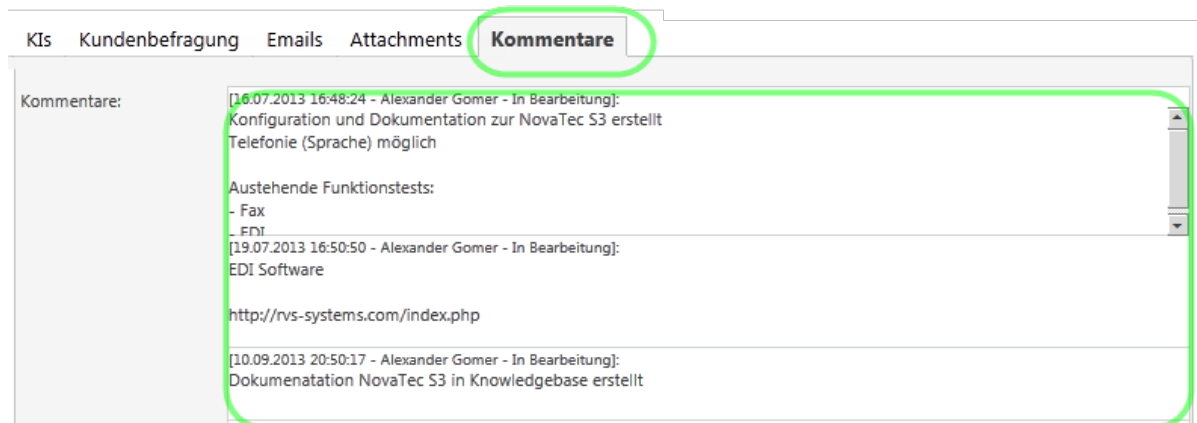 KIs Kundenbefragung Emails Attachments Kommentare
Kommentare:
[16.07.2013 16:48:24 - Alexander Gomer - In Bearbeitung]:
Konfiguration und Dokumentation zur NovaTec S3 erstellt
Telefonie (Sprache) möglich
Austehende Funktionstests:
- Fax
- EDI
[19.07.2013 16:50:50 - Alexander Gomer - In Bearbeitung]:
EDI Software
http://rvs-systems.com/index.php
[10.09.2013 20:50:17 - Alexander Gomer - In Bearbeitung]:
Dokumenatation NovaTec S3 in Knowledgebase erstellt